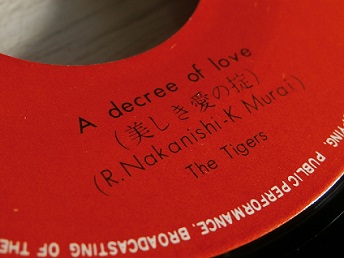 A decree of love
(美しき愛の掟)
(R.Nakanishi.K Murai)
The Tigers
PUBLIC PERFORMANCE. BROADCASTING OF THE